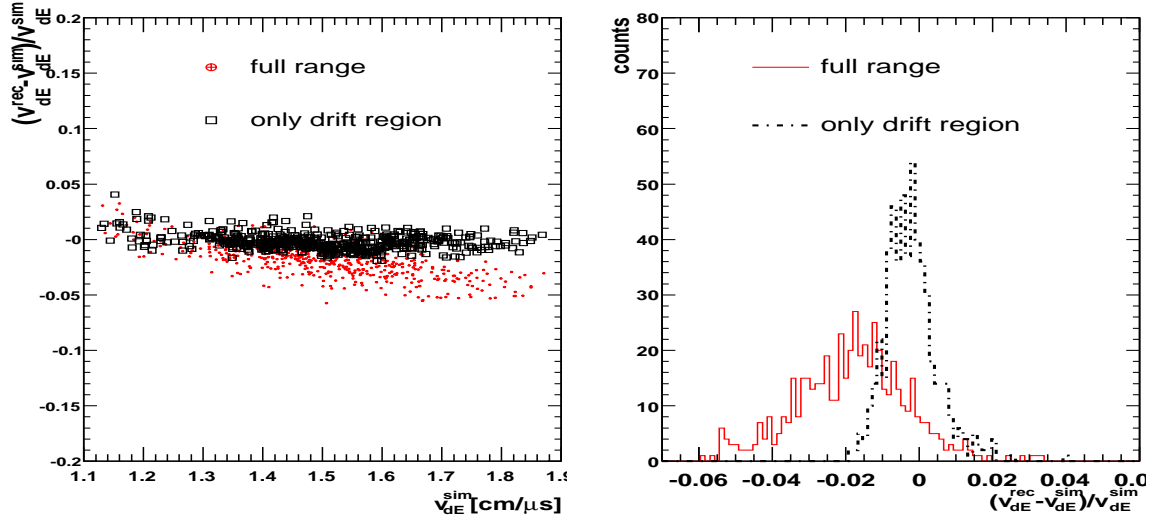 (v^rec_dE-v^sim_dE)/v^sim_dE
0.2
0.15
0.1
0.05
-0
-0.05
-0.1
-0.15
-0.2
full range
only drift region
1.1 1.2 1.3 1.4 1.5 1.6 1.7 1.8 1.9
v^sim_dE[cm/μs]
counts
80
70
60
50
40
30
20
10
0
full range
only drift region
-0.06 -0.04 -0.02 0 0.02 0.04 0.0
(v^rec_dE-v^sim_dE)/v^sim_dE